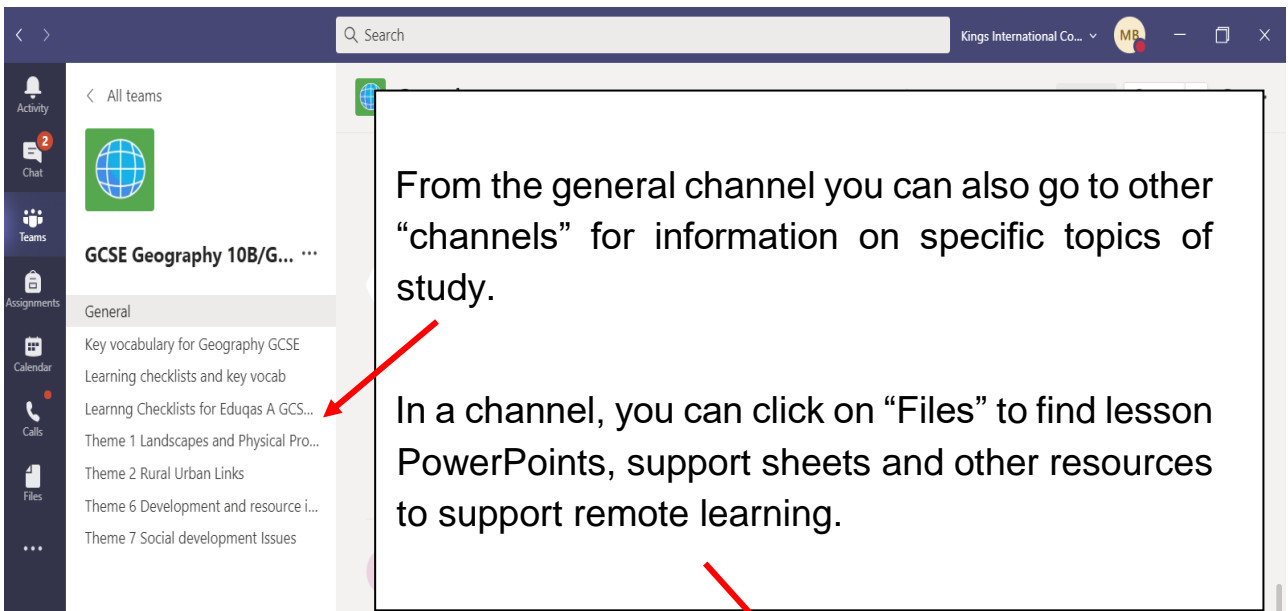 Search
Kings International Co...
MB
Activity
All teams
2
Chat
Teams
GCSE Geography 10B/G... ...
Assignments
General
Key vocabulary for Geography GCSE
Calendar
Learning checklists and key vocab
Learnng Checklists for Eduqas A GCS...
Calls
Theme 1 Landscapes and Physical Pro...
Theme 2 Rural Urban Links
Files
Theme 6 Development and resource i...
Theme 7 Social development Issues
From the general channel you can also go to other
“channels” for information on specific topics of
study.
In a channel, you can click on “Files” to find lesson
PowerPoints, support sheets and other resources
to support remote learning.